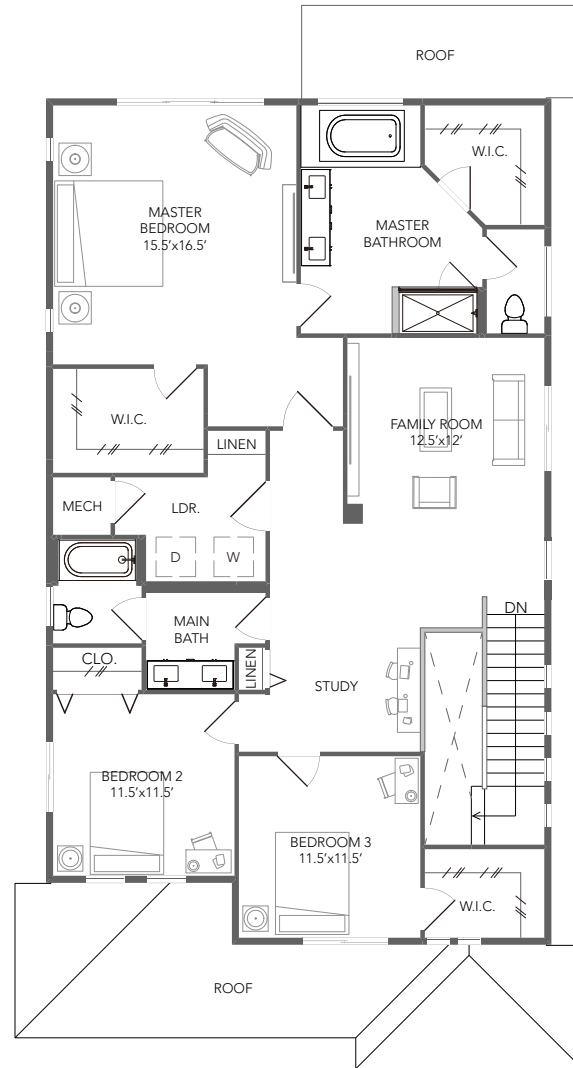 ROOF
W.I.C.
MASTER
BEDROOM
15.5'x16.5'
MASTER
BATHROOM
W.I.C.
FAMILY ROOM
12.5'x12'
LINEN
MECH
LDR.
D
W
DN
MAIN
BATH
CLO.
LINEN
STUDY
BEDROOM 2
11.5'x11.5'
BEDROOM 3
11.5'x11.5'
W.I.C.
ROOF